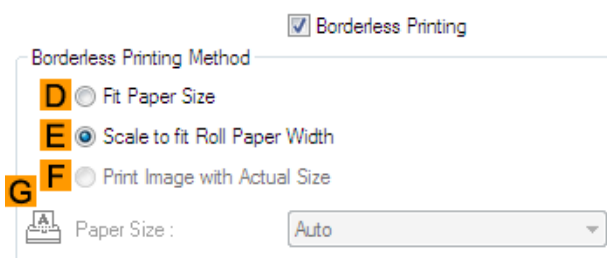 Borderless Printing
Borderless Printing Method
D Fit Paper Size
E Scale to fit Roll Paper Width
F Print Image with Actual Size
G
A Paper Size : Auto